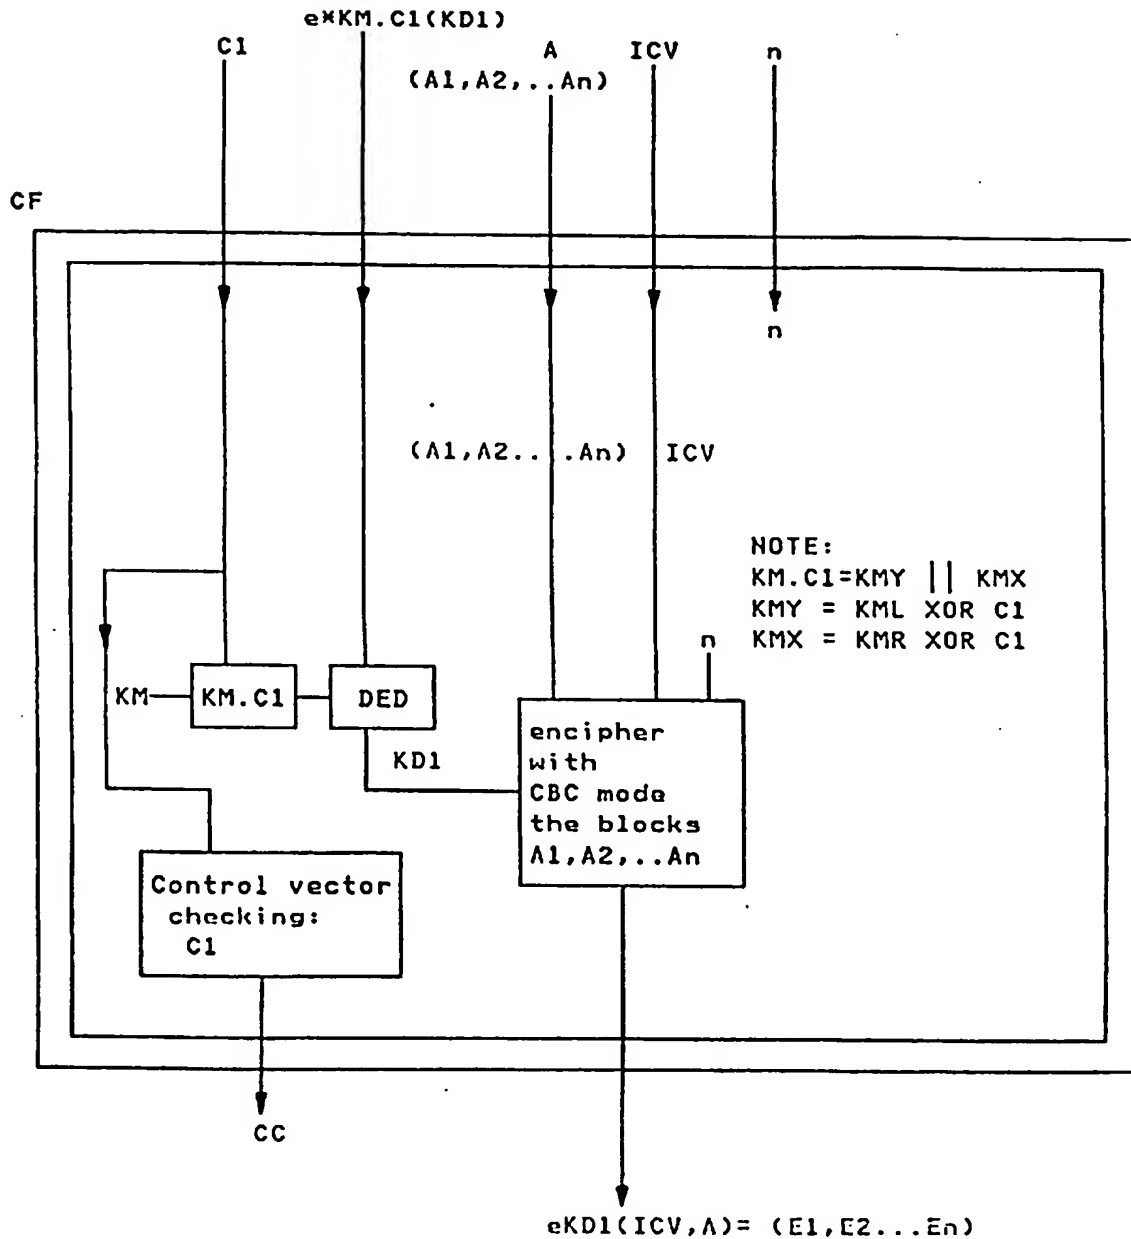 e*KM.C1(KD1)
C1
A
ICV
n
(A1,A2,..An)
CF
n
(A1,A2....An)
ICV
NOTE:
KM.C1=KMY || KMX
KMY = KML XOR C1
KMX = KMR XOR C1
n
KM
KM.C1
DED
KD1
encipher
with
CBC mode
the blocks
A1,A2,..An
Control vector
checking:
C1
CC
eKD1(ICV,A)= (E1,E2...En)